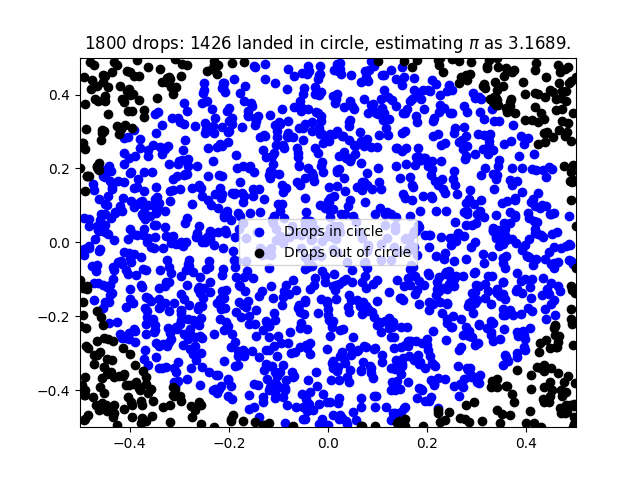 1800 drops: 1426 landed in circle, estimating π as 3.1689.
0.4
0.2
0.0
−0.2
−0.4
Drops in circle
Drops out of circle
−0.4 −0.2 0.0 0.2 0.4